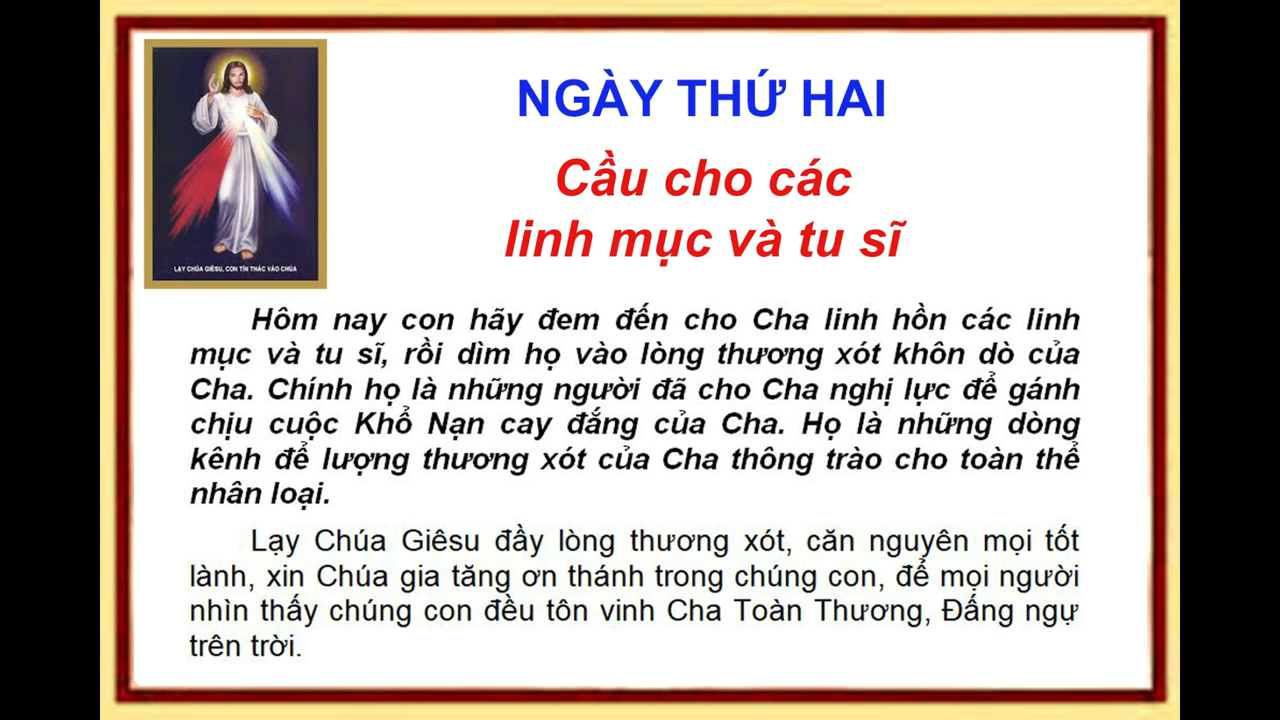 NGÀY THỨ HAI
Cầu cho các
linh mục và tu sĩ
LẠY CHÚA GIÊSU, CON TÍN THÁC VÀO CHÚA
Hôm nay con hãy đem đến cho Cha linh hồn các linh
mục và tu sĩ, rồi dìm họ vào lòng thương xót khôn dò của
Cha. Chính họ là những người đã cho Cha nghị lực để gánh
chịu cuộc Khổ Nạn cay đắng của Cha. Họ là những dòng
kênh để lượng thương xót của Cha thông trào cho toàn thể
nhân loại.
Lạy Chúa Giêsu đầy lòng thương xót, căn nguyên mọi tốt
lành, xin Chúa gia tăng ơn thánh trong chúng con, để mọi người
nhìn thấy chúng con đều tôn vinh Cha Toàn Thương, Đấng ngự
trên trời.